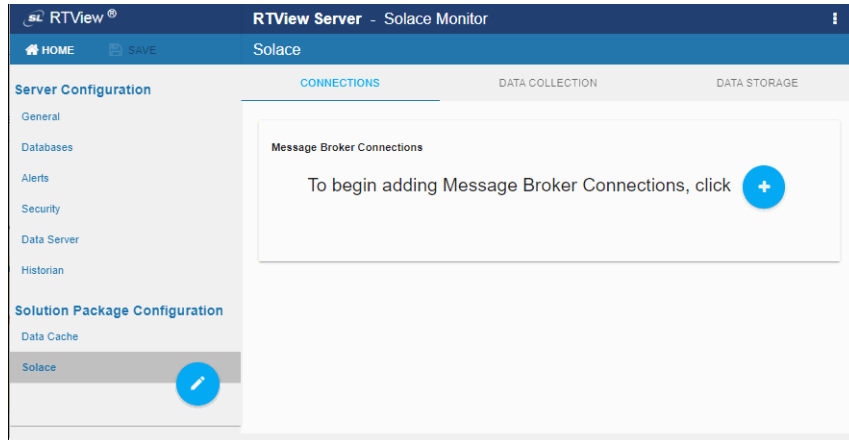 SL RTView ®
RTView Server - Solace Monitor
HOME
SAVE
Solace
Server Configuration
General
Databases
Alerts
Security
Data Server
Historian
Solution Package Configuration
Data Cache
Solace
CONNECTIONS
DATA COLLECTION
DATA STORAGE
Message Broker Connections
To begin adding Message Broker Connections, click